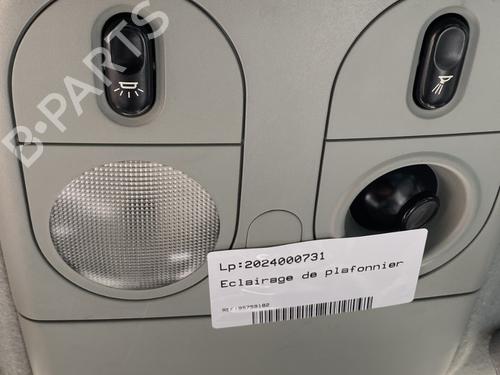 B-PARTS
Lp:2024000731
Eclairage de plafonnier